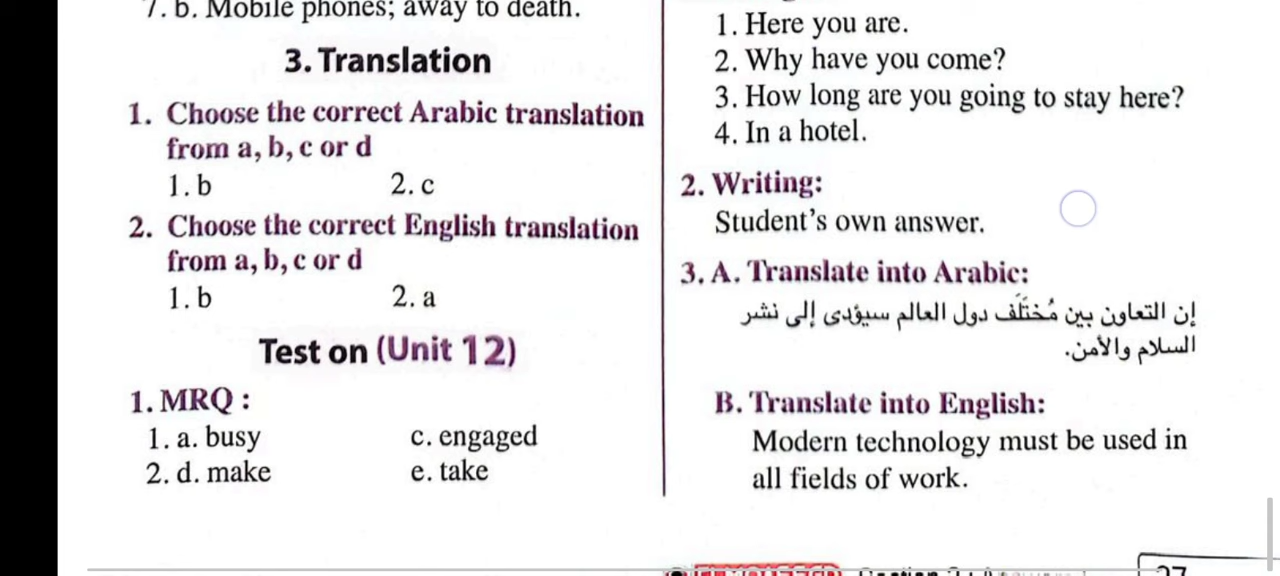 7. b. Mobile phones; away to death.
3. Translation
1. Choose the correct Arabic translation
from a, b, c or d
1. b 2. c
2. Choose the correct English translation
from a, b, c or d
1. b 2. a
Test on (Unit 12)
1. MRQ :
1. a. busy c. engaged
2. d. make e. take
1. Here you are.
2. Why have you come?
3. How long are you going to stay here?
4. In a hotel.
2. Writing:
Student's own answer.
3. A. Translate into Arabic:
إن التعاون بين مُختَلَف دول العالم سيؤدى إلى نشر
السلام والأمن.
B. Translate into English:
Modern technology must be used in
all fields of work.